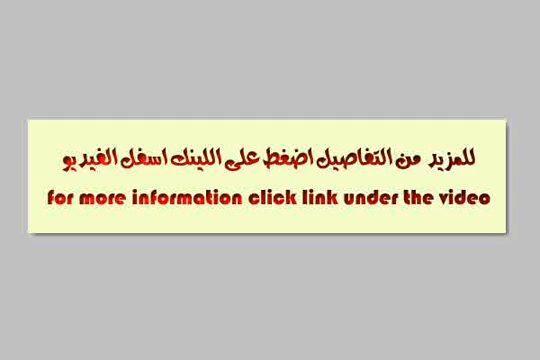 للمزيد من التفاصيل اضغط على اللينك اسفل الفيديو
for more information click link under the video